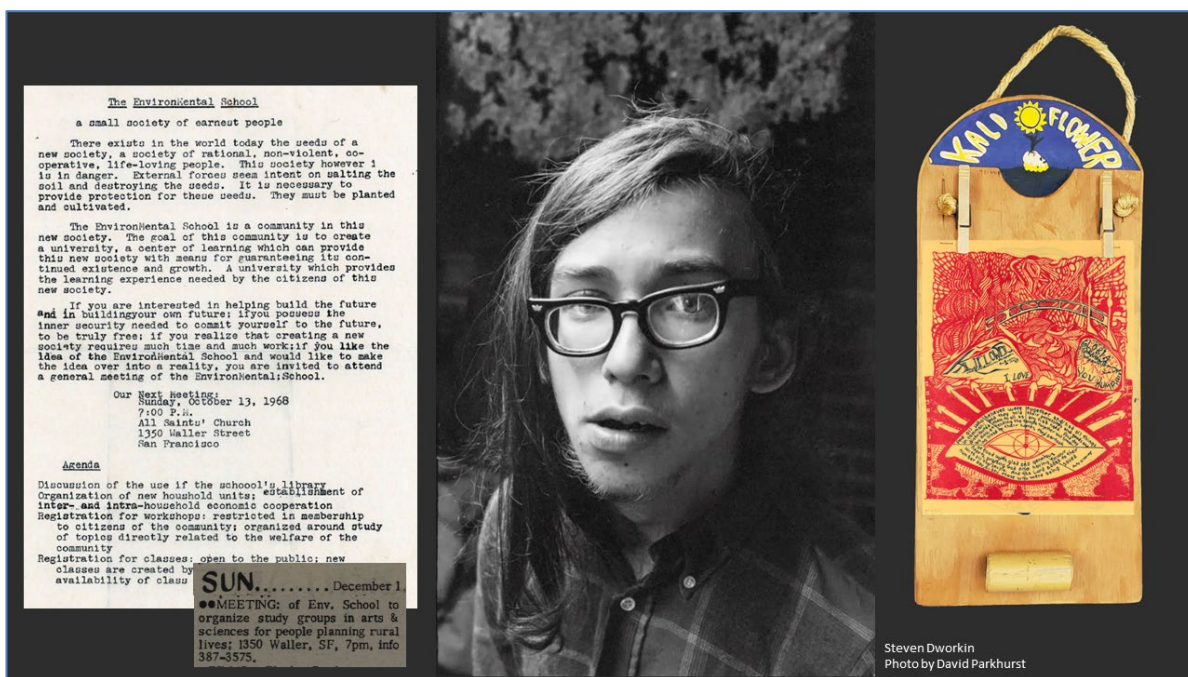 The EnvironMental School
a small society of earnest people
There exists in the world today the seeds of a
new society, a society of rational, non-violent, co-
operative, life-loving people. This society however i
is in danger. External forces seem intent on salting the
soil and destroying the seeds. It is necessary to
provide protection for these seeds. They must be planted
and cultivated.
The EnvironMental School is a community in this
new society. The goal of this community is to create
a university, a center of learning which can provide
this new society with means for guaranteeing its con-
tinued existence and growth. A university which provides
the learning experience needed by the citizens of this
new society.
If you are interested in helping build the future
and in buildingyour own future; ifyou possess the
inner security needed to commit yourself to the future,
to be truly free; if you realize that creating a new
society requires much time and much work;if you like the
idea of the EnvironMental School and would like to make
the idea over into a reality, you are invited to attend
a general meeting of the EnvironMental;School.
Our Next Meeting:
Sunday, October 13, 1968
7:00 P.M.
All Saints' Church
1350 Waller Street
San Francisco
Agenda
Discussion of the use if the schoool's library
Organization of new houshold units; establishment of
inter- and intra-household economic cooperation
Registration for workshops: restricted in membership
to citizens of the community; organized around study
of topics directly related to the welfare of the
community
Registration for classes: open to the public; new
classes are created by
availability of class
SUN......... December 1
●●MEETING: of Env. School to
organize study groups in arts &
sciences for people planning rural
lives; 1350 Waller, SF, 7pm, info
387-3575.
KALI FLOWER
I LOVE
YOU
Steven Dworkin
Photo by David Parkhurst